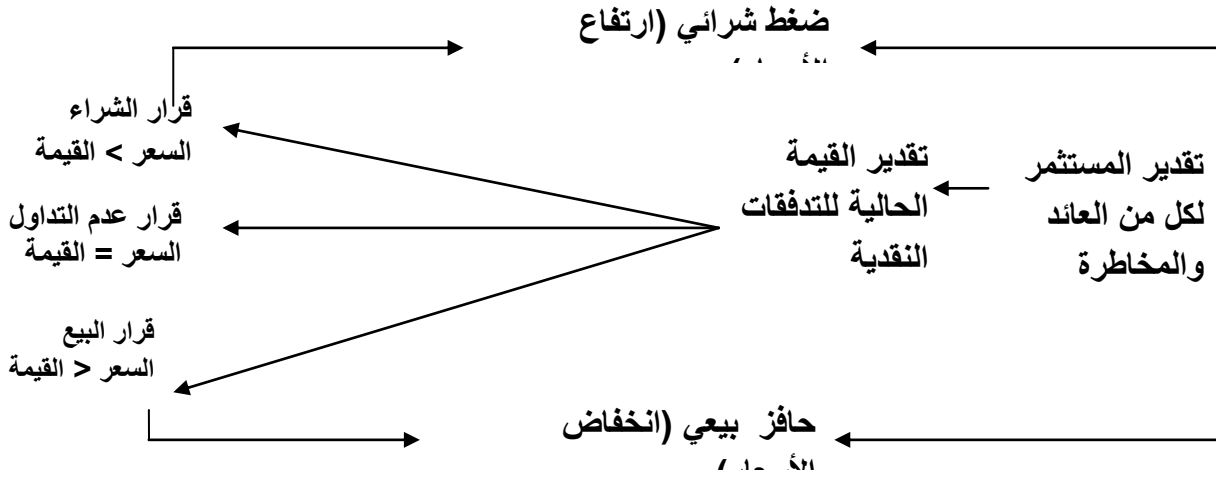 ضغط شرائي (ارتفاع
قرار الشراء
السعر < القيمة
تقدير المستثمر
لكل من العائد
والمخاطرة
تقدير القيمة
الحالية للتدفقات
النقدية
قرار عدم التداول
السعر = القيمة
قرار البيع
السعر > القيمة
حافز بيعي (انخفاض